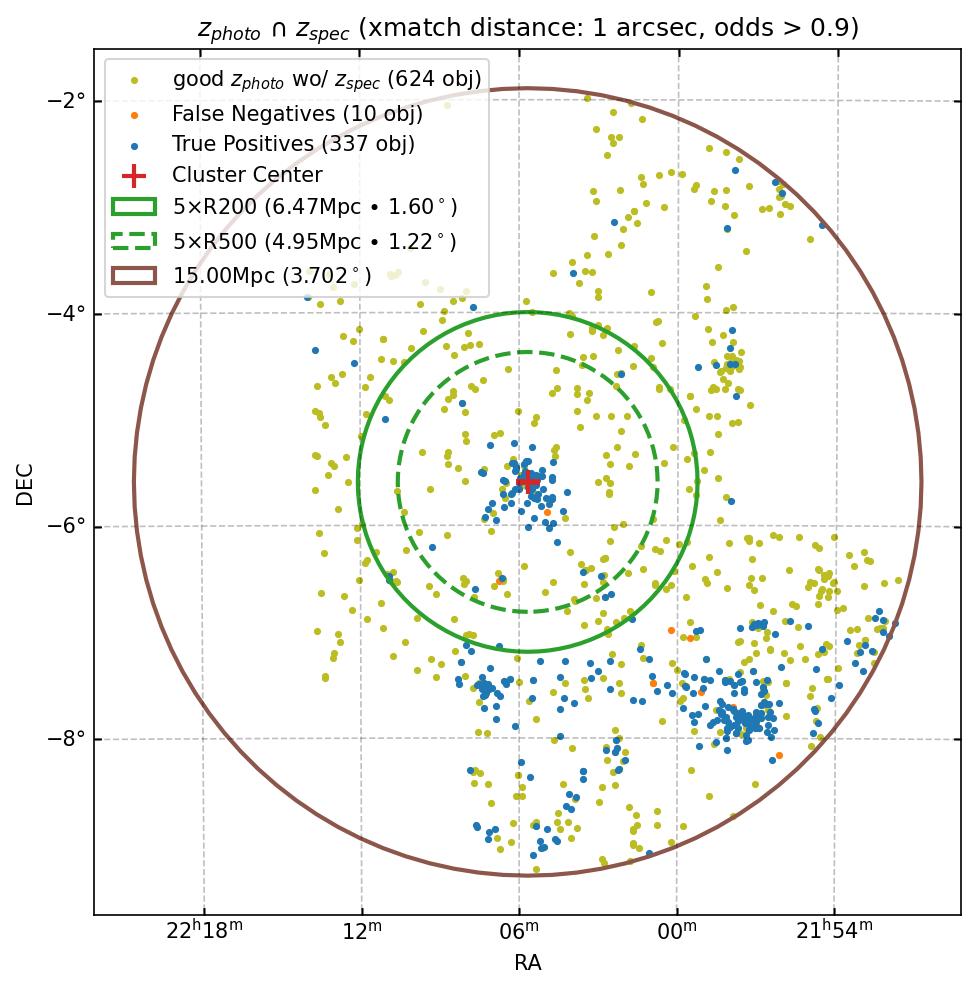 z_photo ∩ z_spec (xmatch distance: 1 arcsec, odds > 0.9)
good z_photo wo/ z_spec (624 obj)
False Negatives (10 obj)
True Positives (337 obj)
Cluster Center
5×R200 (6.47Mpc • 1.60°)
5×R500 (4.95Mpc • 1.22°)
15.00Mpc (3.702°)
−2°
−4°
−6°
−8°
DEC
22ʰ18ᵐ 12ᵐ 06ᵐ 00ᵐ 21ʰ54ᵐ
RA